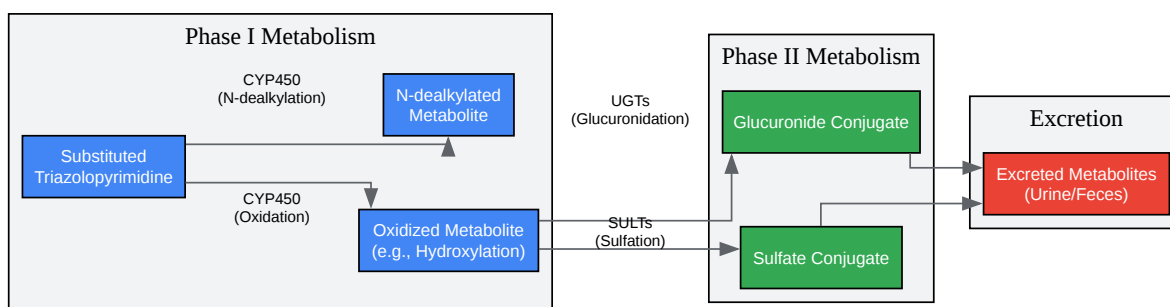 Phase I Metabolism
CYP450
(N-dealkylation)
N-dealkylated
Metabolite
Substituted
Triazolopyrimidine
CYP450
(Oxidation)
Oxidized Metabolite
(e.g., Hydroxylation)
UGTs
(Glucuronidation)
SULTs
(Sulfation)
Phase II Metabolism
Glucuronide Conjugate
Sulfate Conjugate
Excretion
Excreted Metabolites
(Urine/Feces)